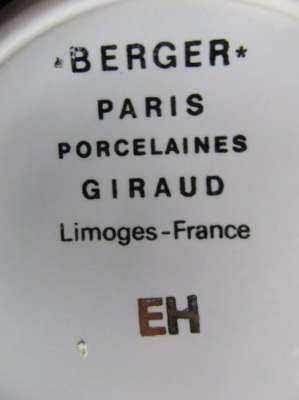 *BERGER*
PARIS
PORCELAINES
GIRAUD
Limoges-France
EH